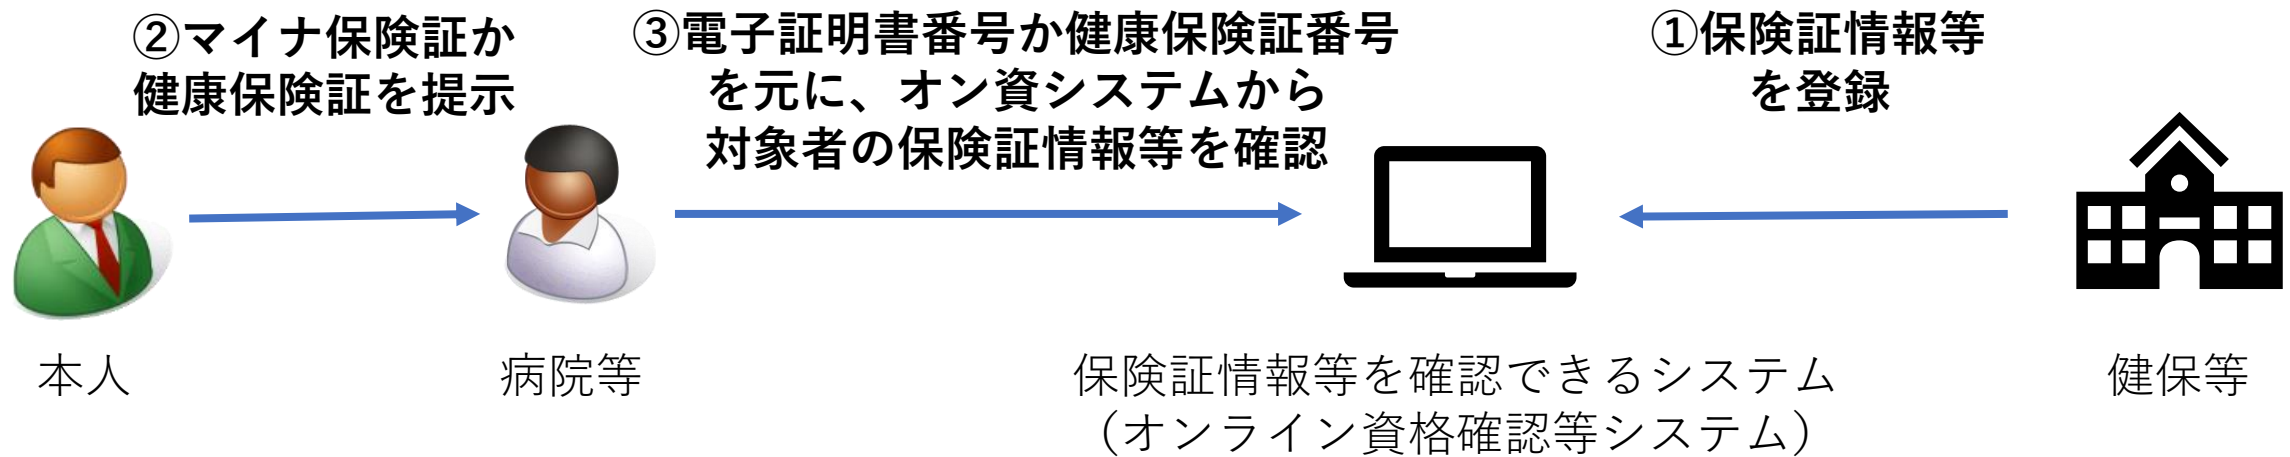 ②マイナ保険証か
健康保険証を提示
③電子証明書番号か健康保険証番号
を元に、オン資システムから
対象者の保険証情報等を確認
①保険証情報等
を登録
本人
病院等
保険証情報等を確認できるシステム
（オンライン資格確認等システム）
健保等